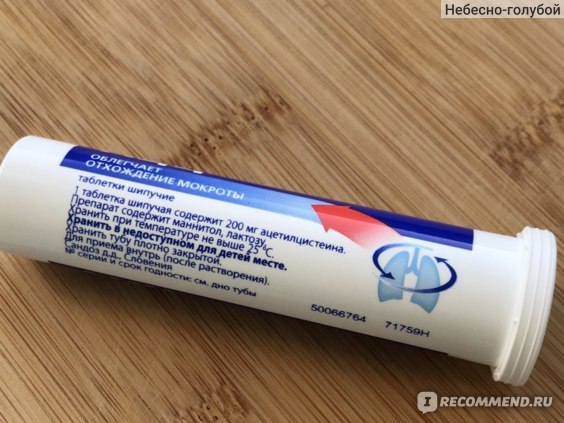 Небесно-голубой
ОБЛЕГЧАЕТ
ОТХОЖДЕНИЕ МОКРОТЫ
таблетки шипучие
1 таблетка шипучая содержит 200 мг ацетилцистеина.
Препарат содержит маннитол, лактозу.
Хранить при температуре не выше 25°C.
Хранить в недоступном для детей месте.
Хранить тубу плотно закрытой.
Для приема внутрь (после растворения).
Сандоз д.д., Словения
№ серии и срок годности: см. дно тубы
50066764 71759H
I RECOMMEND.RU